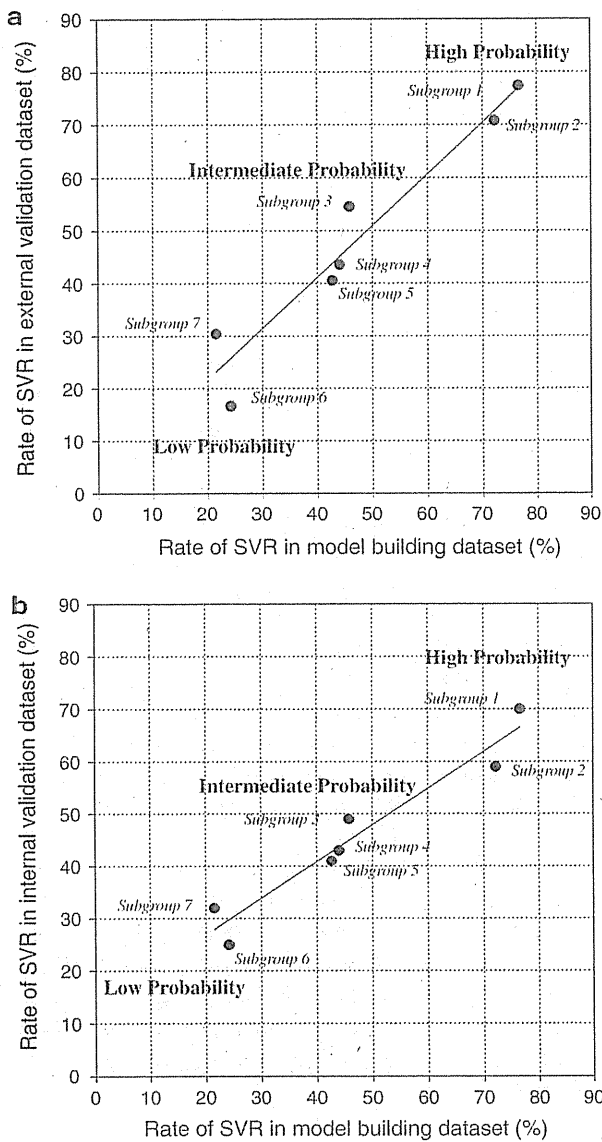 a
90
80
70
60
50
40
30
20
10
0
Rate of SVR in external validation dataset (%)
High Probability
Subgroup 1
Subgroup 2
Intermediate Probability
Subgroup 3
Subgroup 4
Subgroup 5
Subgroup 7
Subgroup 6
Low Probability
0 10 20 30 40 50 60 70 80 90
Rate of SVR in model building dataset (%)
b
90
80
70
60
50
40
30
20
10
0
Rate of SVR in internal validation dataset (%)
High Probability
Subgroup 1
Subgroup 2
Intermediate Probability
Subgroup 3
Subgroup 4
Subgroup 5
Subgroup 7
Subgroup 6
Low Probability
0 10 20 30 40 50 60 70 80 90
Rate of SVR in model building dataset (%)